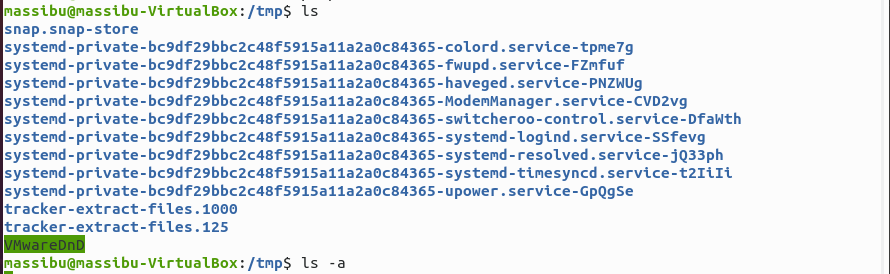 massibu@massibu-VirtualBox:/tmp$ ls
snap.snap-store
systemd-private-bc9df29bbc2c48f5915a11a2a0c84365-colord.service-tpme7g
systemd-private-bc9df29bbc2c48f5915a11a2a0c84365-fwupd.service-FZmfuf
systemd-private-bc9df29bbc2c48f5915a11a2a0c84365-haveged.service-PNZWUg
systemd-private-bc9df29bbc2c48f5915a11a2a0c84365-ModemManager.service-CVD2vg
systemd-private-bc9df29bbc2c48f5915a11a2a0c84365-switcheroo-control.service-DfaWth
systemd-private-bc9df29bbc2c48f5915a11a2a0c84365-systemd-logind.service-SSfevg
systemd-private-bc9df29bbc2c48f5915a11a2a0c84365-systemd-resolved.service-jQ33ph
systemd-private-bc9df29bbc2c48f5915a11a2a0c84365-systemd-timesyncd.service-t2IiIi
systemd-private-bc9df29bbc2c48f5915a11a2a0c84365-upower.service-GpQgSe
tracker-extract-files.1000
tracker-extract-files.125
VMwareDnD
massibu@massibu-VirtualBox:/tmp$ ls -a